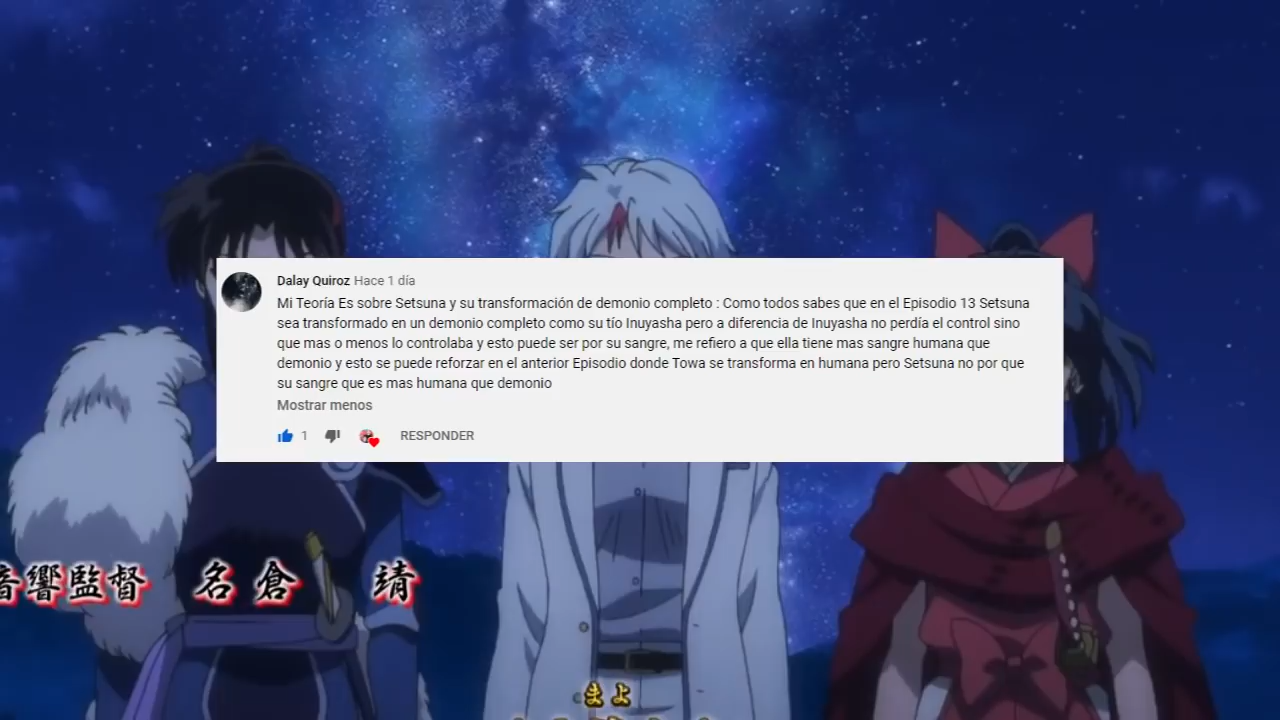 Dalay Quiroz Hace 1 día
Mi Teoría Es sobre Setsuna y su transformación de demonio completo : Como todos sabes que en el Episodio 13 Setsuna
sea transformado en un demonio completo como su tío Inuyasha pero a diferencia de Inuyasha no perdía el control sino
que mas o menos lo controlaba y esto puede ser por su sangre, me refiero a que ella tiene mas sangre humana que
demonio y esto se puede reforzar en el anterior Episodio donde Towa se transforma en humana pero Setsuna no por que
su sangre que es mas humana que demonio
Mostrar menos
1 RESPONDER
音響監督 名倉 靖
まよ